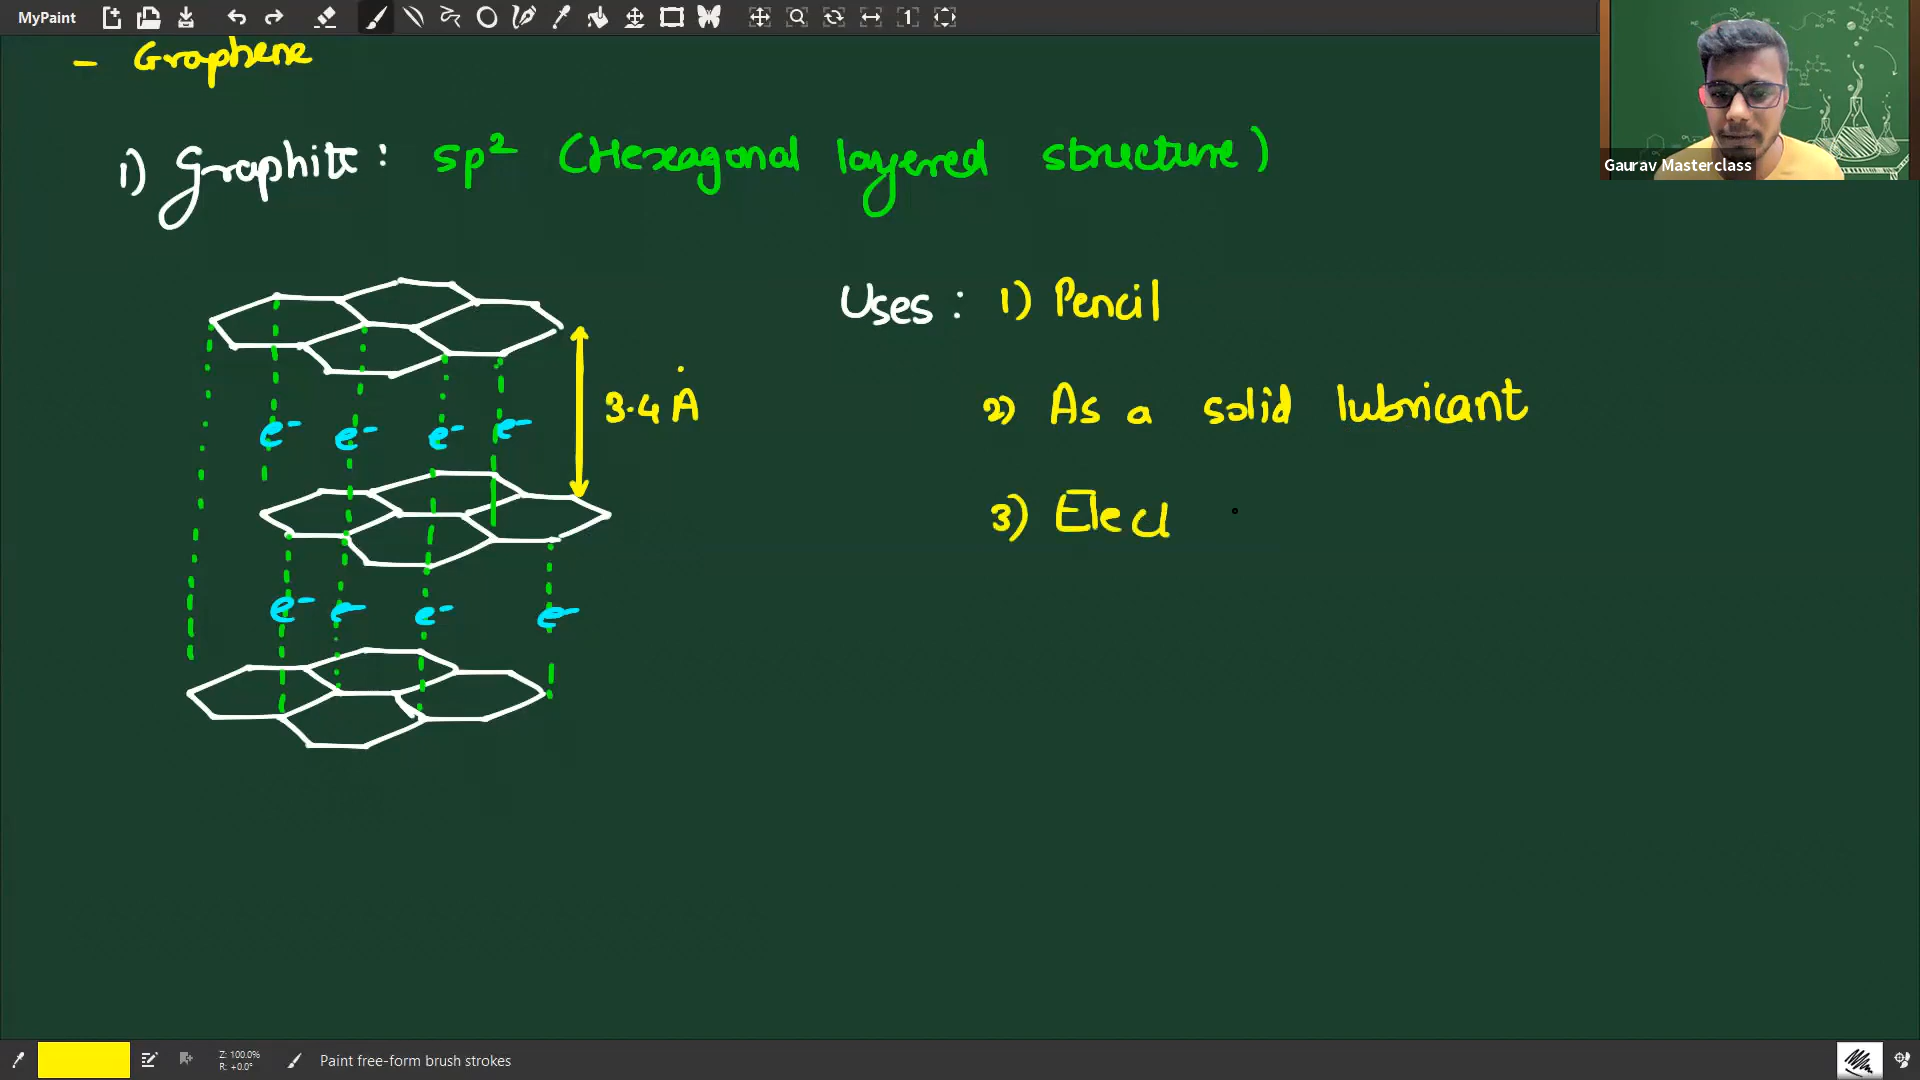 MyPaint
- Graphene
1) Graphite: sp² (Hexagonal layered structure)
Gaurav Masterclass
Uses: 1) Pencil
3.4 Å
2) As a solid lubricant
e⁻ e⁻ e⁻ e⁻
3) Elect
e⁻ e⁻ e⁻ e⁻
Z: 100.0%
R: +0.0°
Paint free-form brush strokes